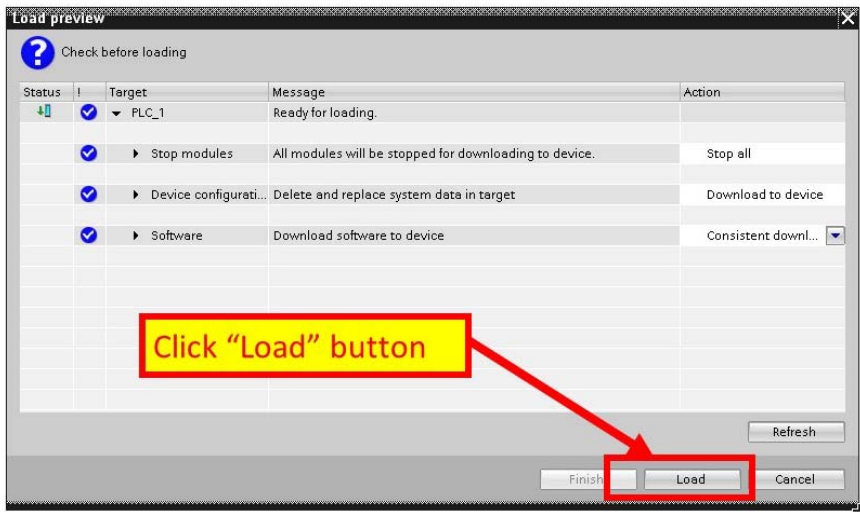 Load preview
Check before loading
Status ! Target Message Action
PLC_1 Ready for loading.
Stop modules All modules will be stopped for downloading to device. Stop all
Device configurati... Delete and replace system data in target Download to device
Software Download software to device Consistent downl...
Click “Load” button
Refresh
Finish Load Cancel